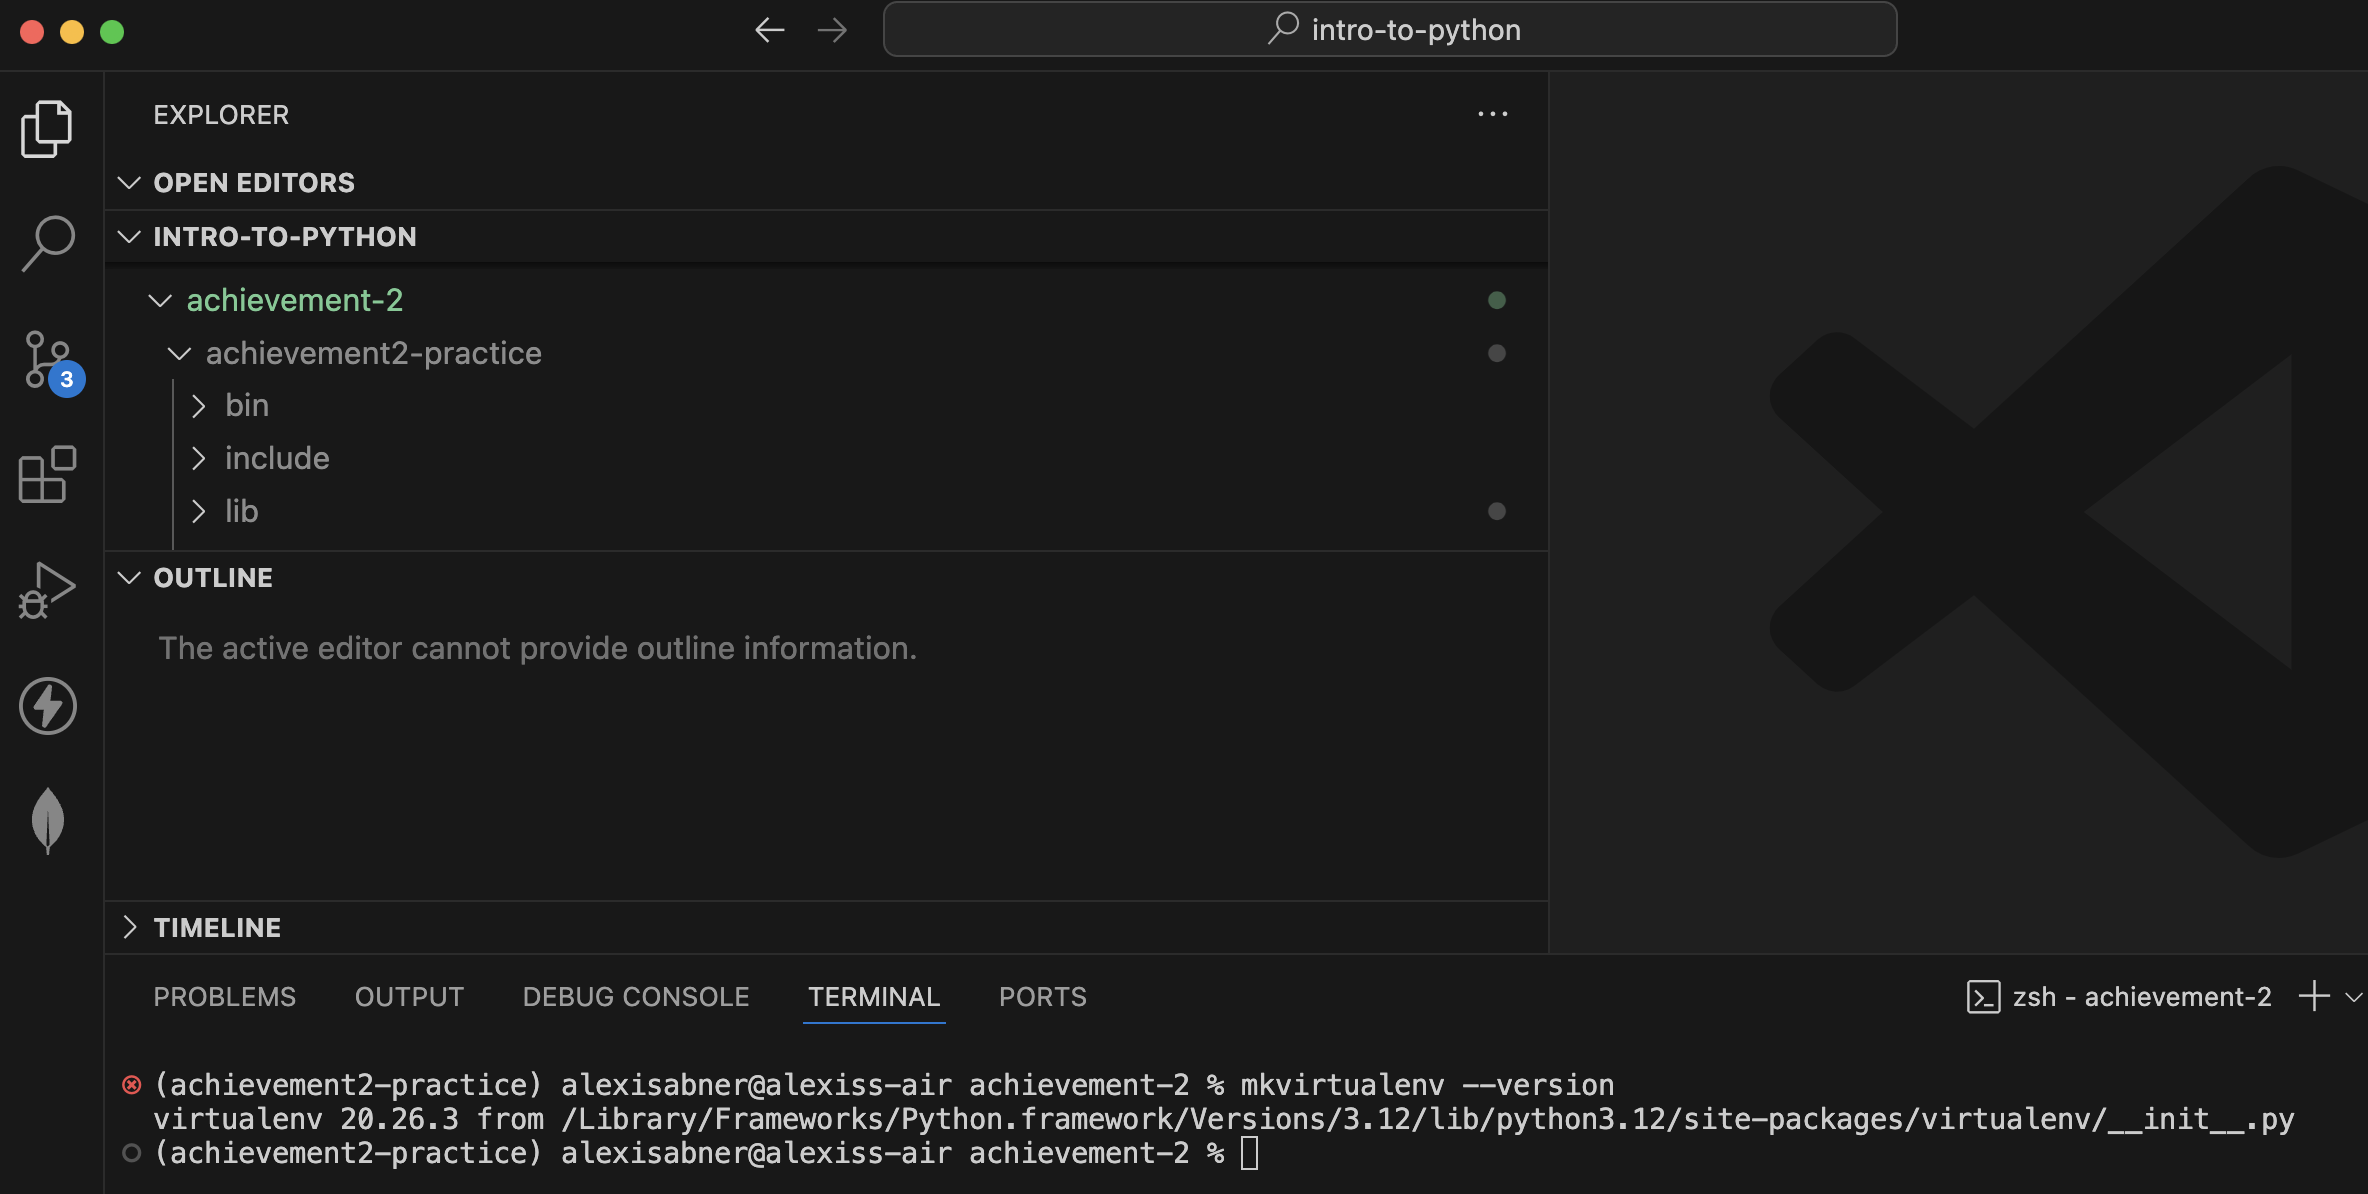 intro-to-python
EXPLORER
OPEN EDITORS
INTRO-TO-PYTHON
achievement-2
achievement2-practice
bin
include
lib
3
OUTLINE
The active editor cannot provide outline information.
TIMELINE
PROBLEMS OUTPUT DEBUG CONSOLE TERMINAL PORTS zsh - achievement-2
(achievement2-practice) alexisabner@alexiss-air achievement-2 % mkvirtualenv --version
virtualenv 20.26.3 from /Library/Frameworks/Python.framework/Versions/3.12/lib/python3.12/site-packages/virtualenv/__init__.py
(achievement2-practice) alexisabner@alexiss-air achievement-2 %